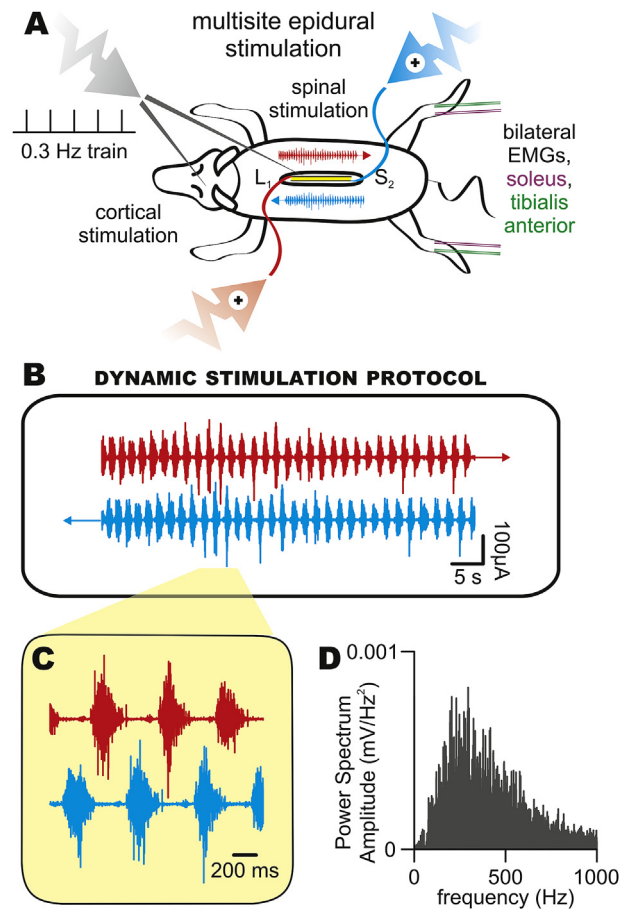 A
multisite epidural
stimulation
spinal
stimulation
0.3 Hz train
L1
S2
cortical
stimulation
bilateral
EMGs,
soleus,
tibialis
anterior
B
DYNAMIC STIMULATION PROTOCOL
100µA
5 s
C
200 ms
D
0.001
0
Power Spectrum
Amplitude (mV/Hz²)
0
500
1000
frequency (Hz)